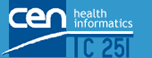 cen health
informatics
TC 251